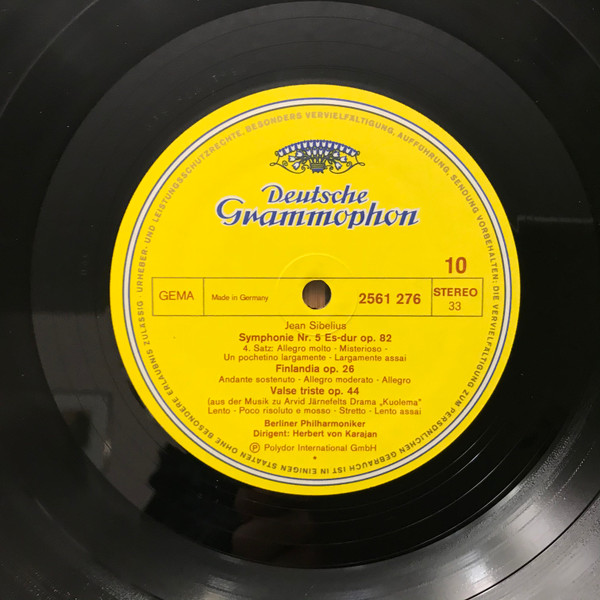 URHEBER- UND LEISTUNGSSCHUTZRECHTE, BESONDERS VERVIELFÄLTIGUNG, AUFFÜHRUNG, SENDUNG VORBEHALTEN; DIE VERVIELFÄLTIGUNG ZUM PERSÖNLICHEN GEBRAUCH IST IN EINIGEN STAATEN OHNE BESONDERE ERLAUBNIS ZULÄSSIG
Deutsche
Grammophon
10
GEMA
Made in Germany
2561 276
STEREO
33
Jean Sibelius
Symphonie Nr. 5 Es-dur op. 82
4. Satz: Allegro molto - Misterioso -
Un pochetino largamente - Largamente assai
Finlandia op. 26
Andante sostenuto - Allegro moderato - Allegro
Valse triste op. 44
(aus der Musik zu Arvid Järnefelts Drama „Kuolema"
Lento - Poco risoluto e mosso - Stretto - Lento assai
Berliner Philharmoniker
Dirigent: Herbert von Karajan
Ⓟ Polydor International GmbH